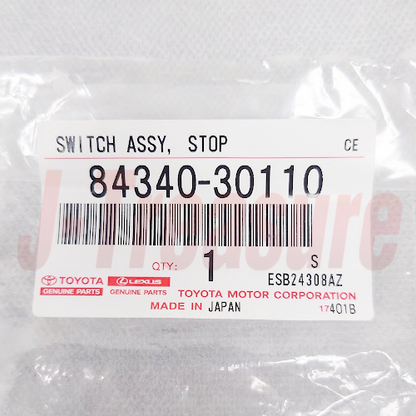 SWITCH ASSY, STOP CE
84340-30110
QTY: 1 S
ESB24308AZ
TOYOTA LEXUS
GENUINE PARTS GENUINE PARTS TOYOTA MOTOR CORPORATION
MADE IN JAPAN 17401B
J-Treasure